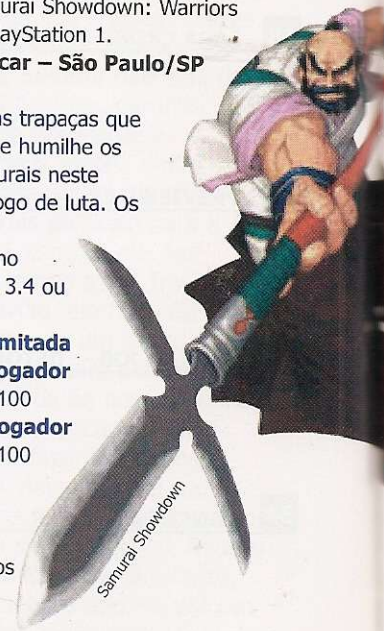 urai Showdown: Warriors
ayStation 1.
car – São Paulo/SP
as trapaças que
e humilhe os
urais neste
ogo de luta. Os
no
3.4 ou
mitada
ogador
100
ogador
100
os
Samurai Showdown